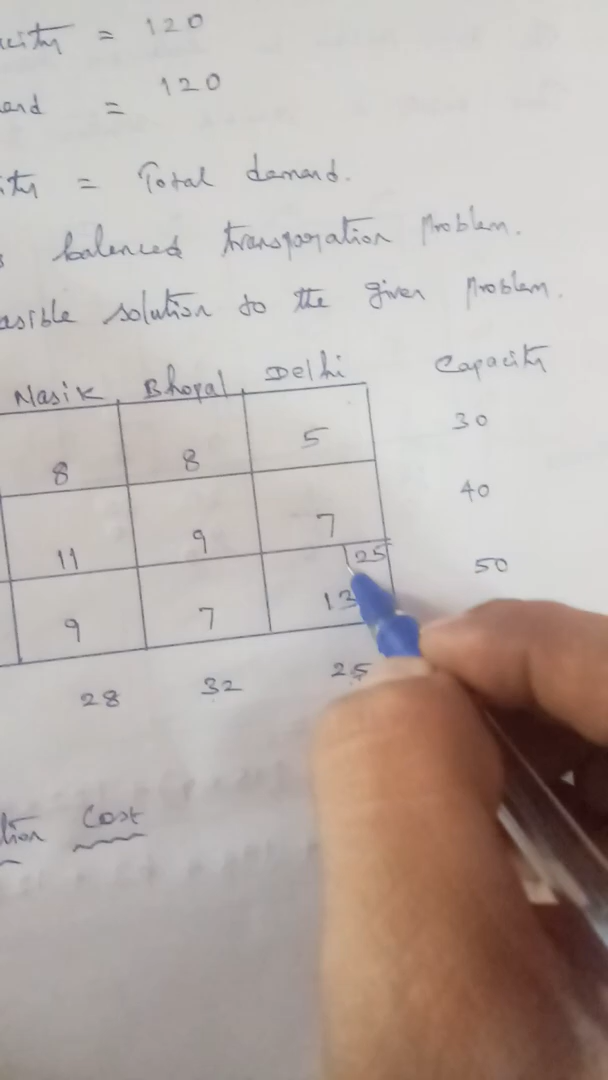 = 120
= 120
= Total demand.
balanced transporation Problem.
solution to the given Problem.
Nasik Bhopal Delhi Capacity
8 8 5 30
11 9 7 40
25
9 7 13 50
28 32 25
Cost